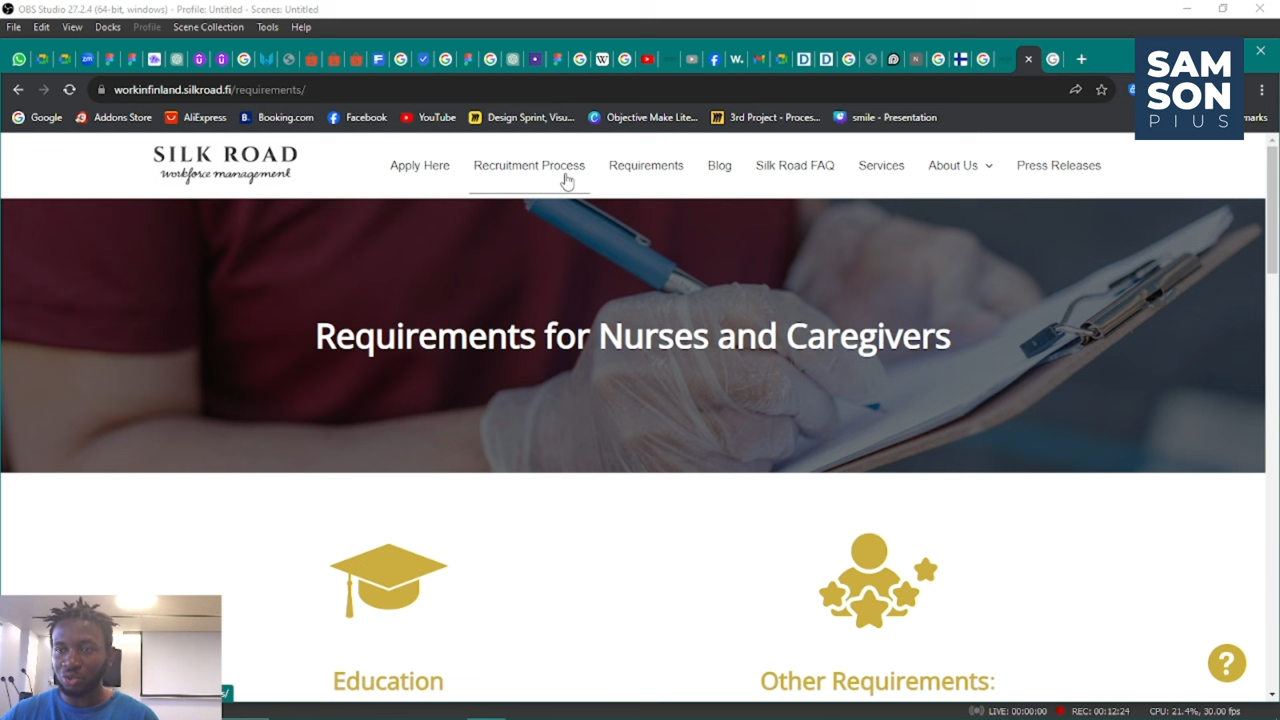 OBS Studio 27.2.4 (64-bit, windows) - Profile: Untitled - Scenes: Untitled
File Edit View Docks Profile Scene Collection Tools Help
workinfinland.silkroad.fi/requirements/
Google Addons Store AliExpress Booking.com Facebook YouTube Design Sprint, Visu... Objective Make Lite... 3rd Project - Proces... smile - Presentation
SAM
SON
PIUS
SILK ROAD
workforce management
Apply Here Recruitment Process Requirements Blog Silk Road FAQ Services About Us Press Releases
Requirements for Nurses and Caregivers
Education
Other Requirements:
?
LIVE: 00:00:00 REC: 00:12:24 CPU: 21.4%, 30.00 fps